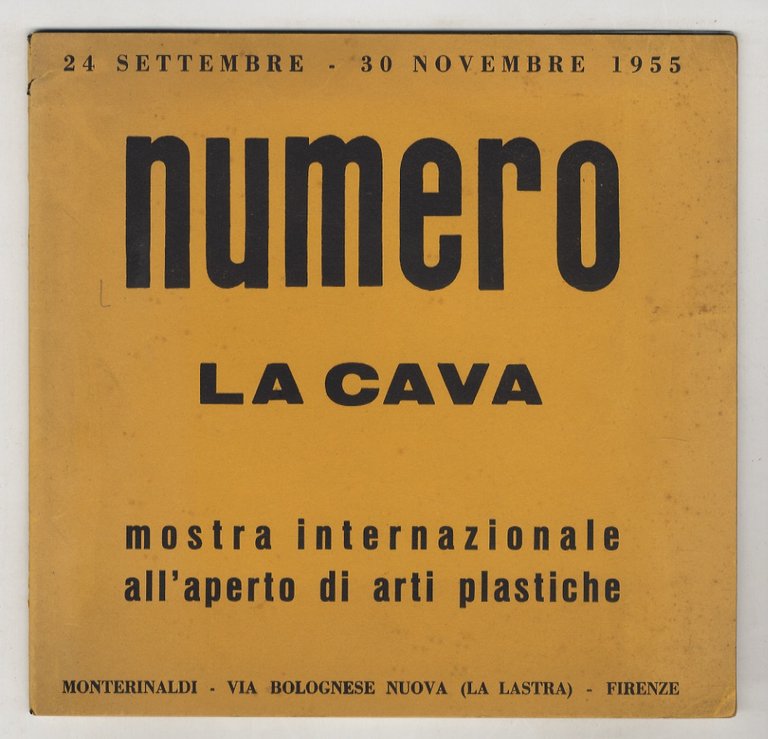 24 SETTEMBRE - 30 NOVEMBRE 1955
numero
LA CAVA
mostra internazionale
all'aperto di arti plastiche
MONTERINALDI - VIA BOLOGNESE NUOVA (LA LASTRA) - FIRENZE